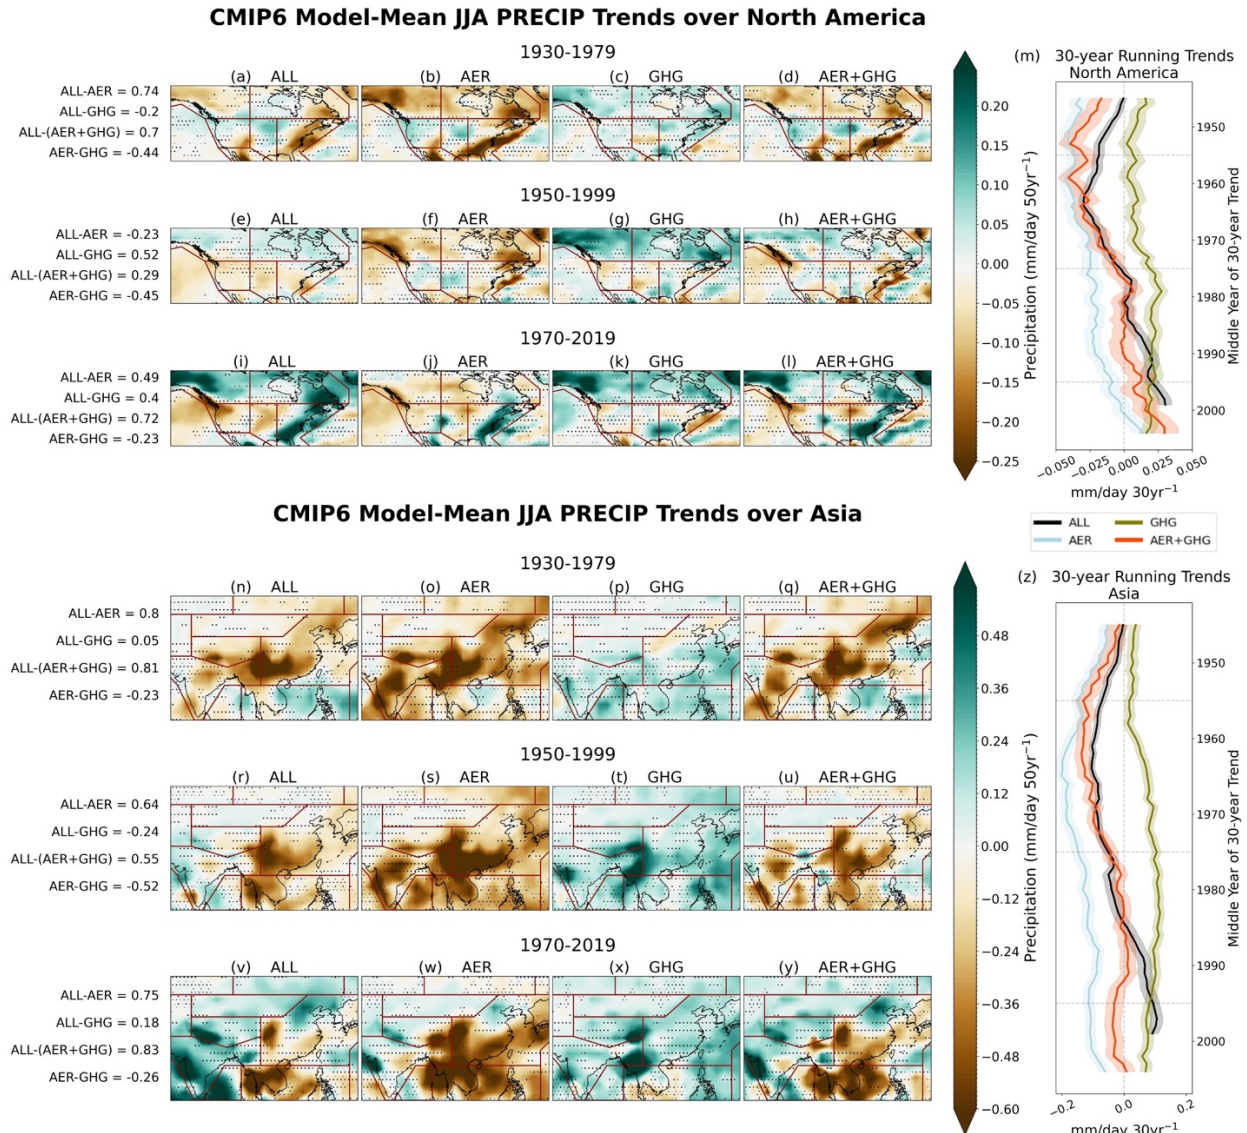 CMIP6 Model-Mean JJA PRECIP Trends over North America
1930-1979
(a) ALL
(b) AER
(c) GHG
(d) AER+GHG
ALL-AER = 0.74
ALL-GHG = -0.2
ALL-(AER+GHG) = 0.7
AER-GHG = -0.44
1950-1999
(e) ALL
(f) AER
(g) GHG
(h) AER+GHG
ALL-AER = -0.23
ALL-GHG = 0.52
ALL-(AER+GHG) = 0.29
AER-GHG = -0.45
1970-2019
(i) ALL
(j) AER
(k) GHG
(l) AER+GHG
ALL-AER = 0.49
ALL-GHG = 0.4
ALL-(AER+GHG) = 0.72
AER-GHG = -0.23
0.20
0.15
0.10
0.05
0.00
−0.05
−0.10
−0.15
−0.20
−0.25
Precipitation (mm/day 50yr⁻¹)
(m) 30-year Running Trends
North America
1950
1960
1970
1980
1990
2000
Middle Year of 30-year Trend
−0.050
−0.025
0.000
0.025
0.050
mm/day 30yr⁻¹
ALL
AER
GHG
AER+GHG
CMIP6 Model-Mean JJA PRECIP Trends over Asia
1930-1979
(n) ALL
(o) AER
(p) GHG
(q) AER+GHG
ALL-AER = 0.8
ALL-GHG = 0.05
ALL-(AER+GHG) = 0.81
AER-GHG = -0.23
1950-1999
(r) ALL
(s) AER
(t) GHG
(u) AER+GHG
ALL-AER = 0.64
ALL-GHG = -0.24
ALL-(AER+GHG) = 0.55
AER-GHG = -0.52
1970-2019
(v) ALL
(w) AER
(x) GHG
(y) AER+GHG
ALL-AER = 0.75
ALL-GHG = 0.18
ALL-(AER+GHG) = 0.83
AER-GHG = -0.26
0.48
0.36
0.24
0.12
0.00
−0.12
−0.24
−0.36
−0.48
−0.60
Precipitation (mm/day 50yr⁻¹)
(z) 30-year Running Trends
Asia
1950
1960
1970
1980
1990
2000
Middle Year of 30-year Trend
−0.2
0.0
0.2
mm/day 30yr⁻¹